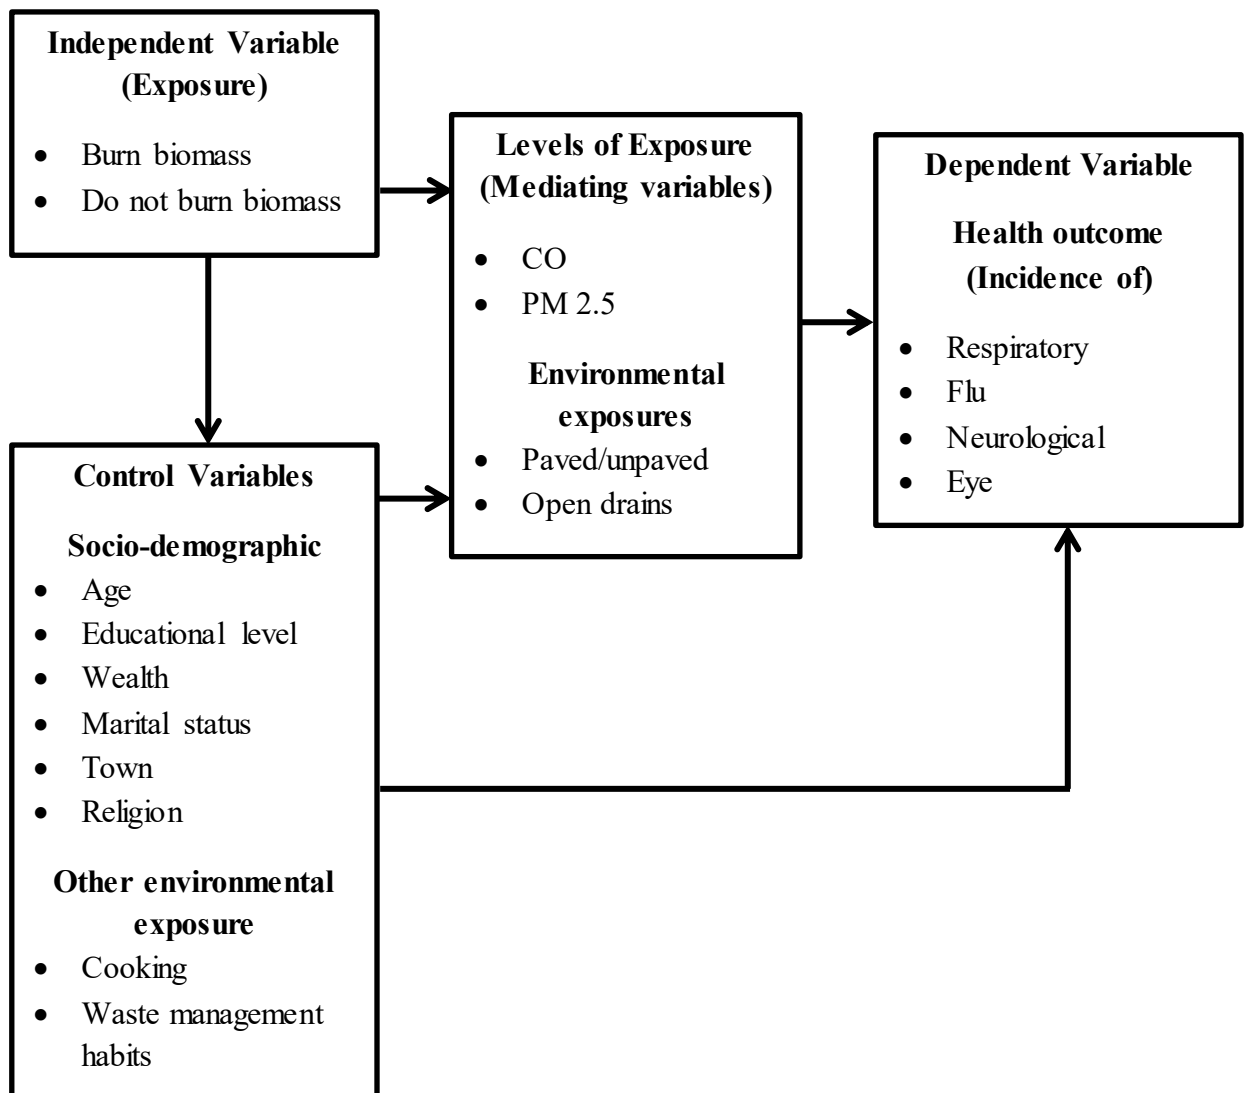 Independent Variable
(Exposure)
• Burn biomass
• Do not burn biomass
Levels of Exposure
(Mediating variables)
• CO
• PM 2.5
Environmental
exposures
• Paved/unpaved
• Open drains
Dependent Variable
Health outcome
(Incidence of)
• Respiratory
• Flu
• Neurological
• Eye
Control Variables
Socio-demographic
• Age
• Educational level
• Wealth
• Marital status
• Town
• Religion
Other environmental
exposure
• Cooking
• Waste management
habits